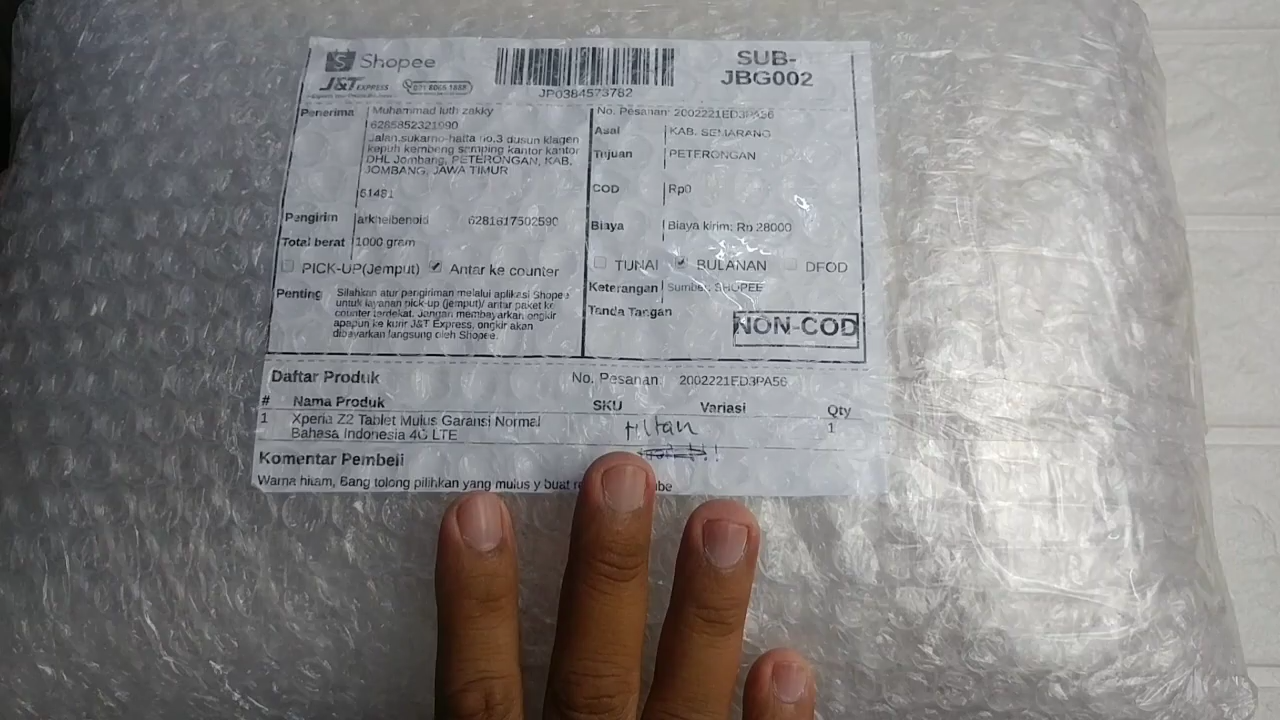 Shopee
J&T EXPRESS
021 8066 1888
JP0384573782
SUB-
JBG002
Penerima
Muhammad luth zakky
6285852321990
Jalan,sukarno-hatta no.3 dusun klagen
kepuh kembeng samping kantor kantor
DHL Jombang, PETERONGAN, KAB.
JOMBANG, JAWA TIMUR
61481
Pengirim arkhelbenoid 6281617502590
Total berat 1000 gram
PICK-UP(Jemput) Antar ke counter
Penting
Silahkan atur pengiriman melalui aplikasi Shopee
untuk layanan pick-up (jemput)/ antar paket ke
counter terdekat. Jangan membayarkan ongkir
apapun ke kurir J&T Express, ongkir akan
dibayarkan langsung oleh Shopee.
No. Pesanan: 2002221ED3PA56
Asal KAB. SEMARANG
Tujuan PETERONGAN
COD Rp0
Biaya Biaya kirim: Rp 28000
TUNAI BULANAN DFOD
Keterangan Sumber: SHOPEE
Tanda Tangan
NON-COD
Daftar Produk No. Pesanan: 2002221ED3PA56
# Nama Produk SKU Variasi Qty
1 Xperia Z2 Tablet Mulus Garansi Normal 1
Bahasa Indonesia 4G LTE
Hitam
Komentar Pembeli
Warna hitam, Bang tolong pilihkan yang mulus y buat